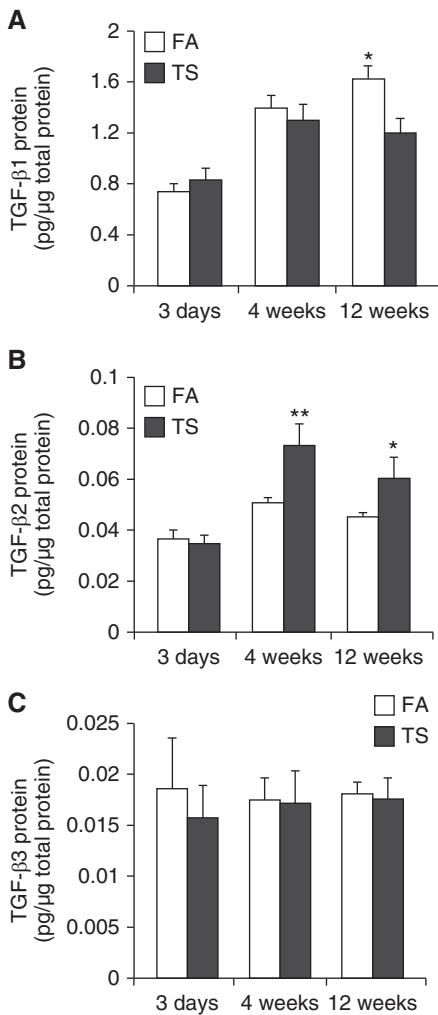 A
TGF-β1 protein
(pg/µg total protein)
2
1.6
1.2
0.8
0.4
0
FA
TS
*
3 days 4 weeks 12 weeks
B
TGF-β2 protein
(pg/µg total protein)
0.1
0.08
0.06
0.04
0.02
0
FA
TS
**
*
3 days 4 weeks 12 weeks
C
TGF-β3 protein
(pg/µg total protein)
0.025
0.02
0.015
0.01
0.005
0
FA
TS
3 days 4 weeks 12 weeks